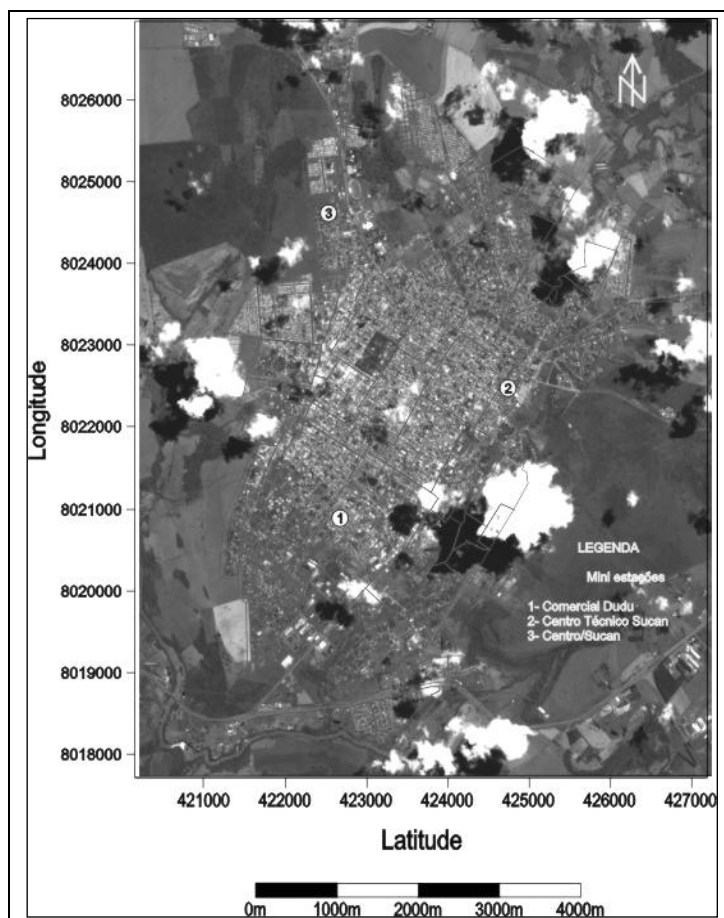 N
8026000
8025000
3
8024000
8023000
2
8022000
Longitude
8021000
1
LEGENDA
Mini estações
8020000
1- Comercial Dudu
2- Centro Técnico Sucan
3- Centro/Sucan
8019000
8018000
421000 422000 423000 424000 425000 426000 427000
Latitude
0m 1000m 2000m 3000m 4000m